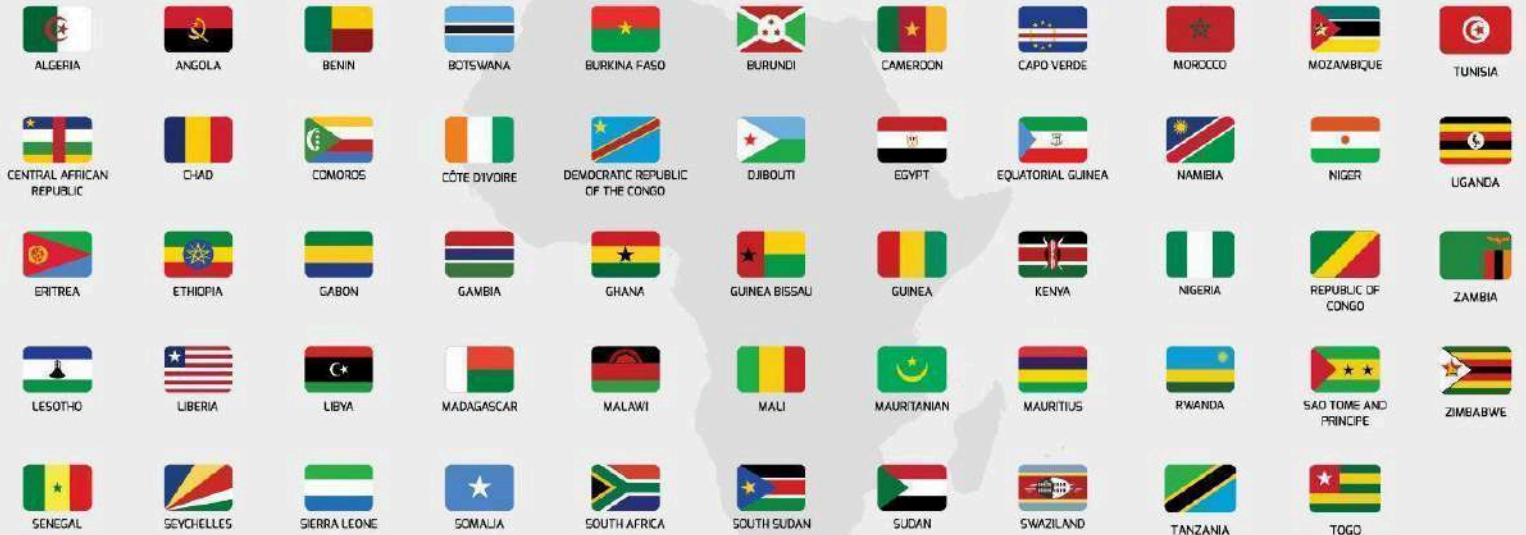 ALGERIA
ANGOLA
BENIN
BOTSWANA
BURKINA FASO
BURUNDI
CAMEROON
CAPO VERDE
MOROCCO
MOZAMBIQUE
TUNISIA
CENTRAL AFRICAN
REPUBLIC
CHAD
COMOROS
CÔTE D'IVOIRE
DEMOCRATIC REPUBLIC
OF THE CONGO
DJIBOUTI
EGYPT
EQUATORIAL GUINEA
NAMIBIA
NIGER
UGANDA
ERITREA
ETHIOPIA
GABON
GAMBIA
GHANA
GUINEA BISSAU
GUINEA
KENYA
NIGERIA
REPUBLIC OF
CONGO
ZAMBIA
LESOTHO
LIBERIA
LIBYA
MADAGASCAR
MALAWI
MALI
MAURITANIAN
MAURITIUS
RWANDA
SAO TOME AND
PRINCIPE
ZIMBABWE
SENEGAL
SEYCHELLES
SIERRA LEONE
SOMALIA
SOUTH AFRICA
SOUTH SUDAN
SUDAN
SWAZILAND
TANZANIA
TOGO